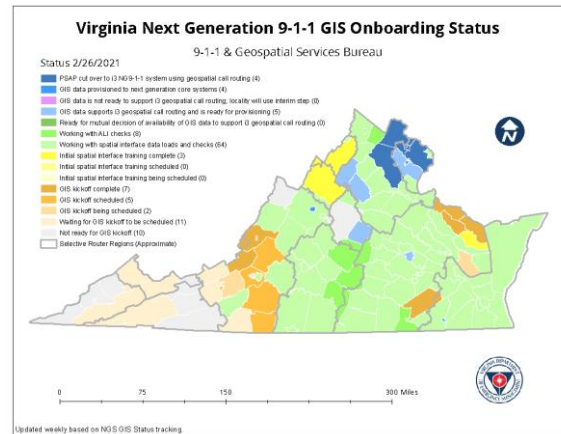 Virginia Next Generation 9-1-1 GIS Onboarding Status
9-1-1 & Geospatial Services Bureau
Status 2/26/2021
PSAP cut over to i3 NG9-1-1 system using geospatial call routing (4)
GIS data provisioned to next generation core systems (4)
GIS data is not ready to support i3 geospatial call routing, locality will use interim step (0)
GIS data supports i3 geospatial call routing and is ready for provisioning (5)
Ready for mutual decision of availability of GIS data to support i3 geospatial call routing (0)
Working with ALI checks (8)
Working with spatial interface data loads and checks (64)
Initial spatial interface training complete (3)
Initial spatial interface training scheduled (0)
Initial spatial interface training being scheduled (0)
GIS kickoff complete (7)
GIS kickoff scheduled (5)
GIS kickoff being scheduled (2)
Waiting for GIS kickoff to be scheduled (11)
Not ready for GIS kickoff (10)
Selective Router Regions (Approximate)
N
0 75 150 300 Miles
Updated weekly based on NGS GIS Status tracking.